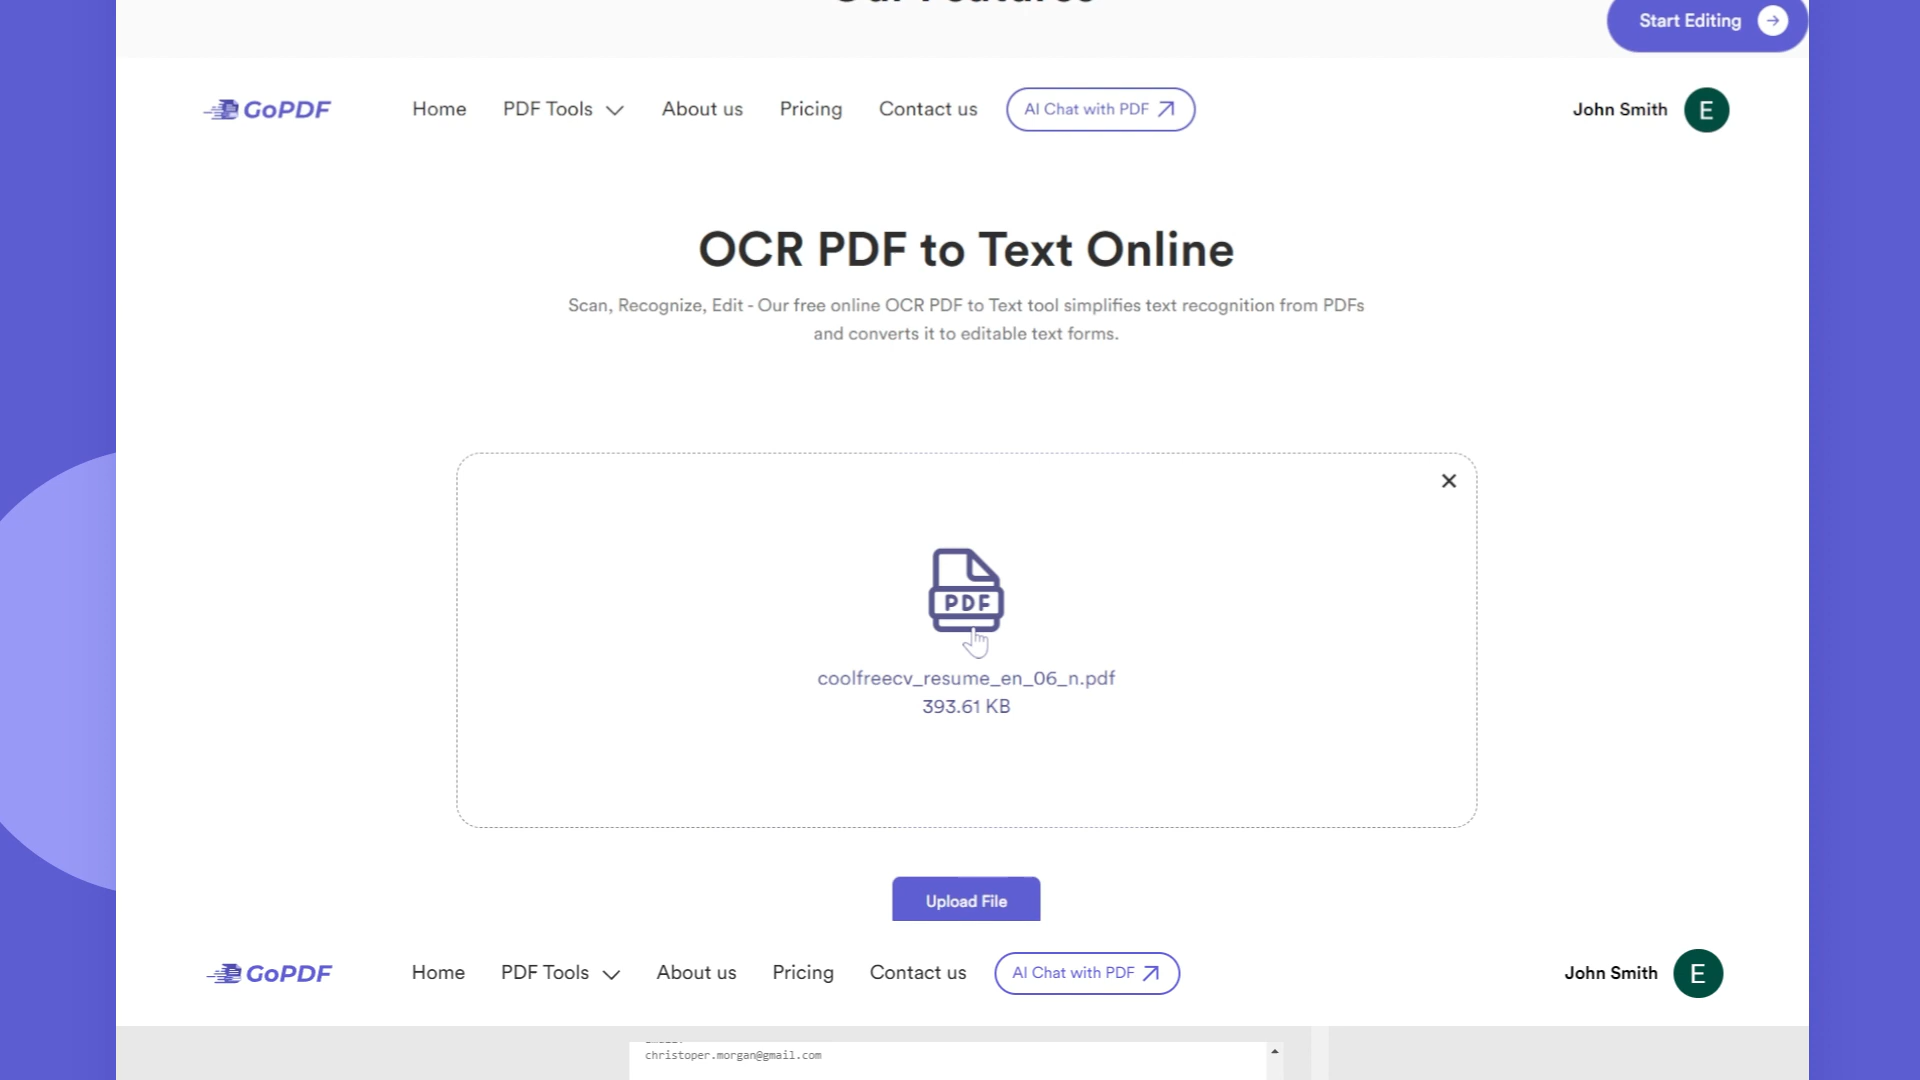 Our Features
Start Editing
GoPDF
Home
PDF Tools
About us
Pricing
Contact us
AI Chat with PDF
John Smith
E
OCR PDF to Text Online
Scan, Recognize, Edit - Our free online OCR PDF to Text tool simplifies text recognition from PDFs
and converts it to editable text forms.
PDF
coolfreecv_resume_en_06_n.pdf
393.61 KB
Upload File
GoPDF
Home
PDF Tools
About us
Pricing
Contact us
AI Chat with PDF
John Smith
E
christoper.morgan@gmail.com